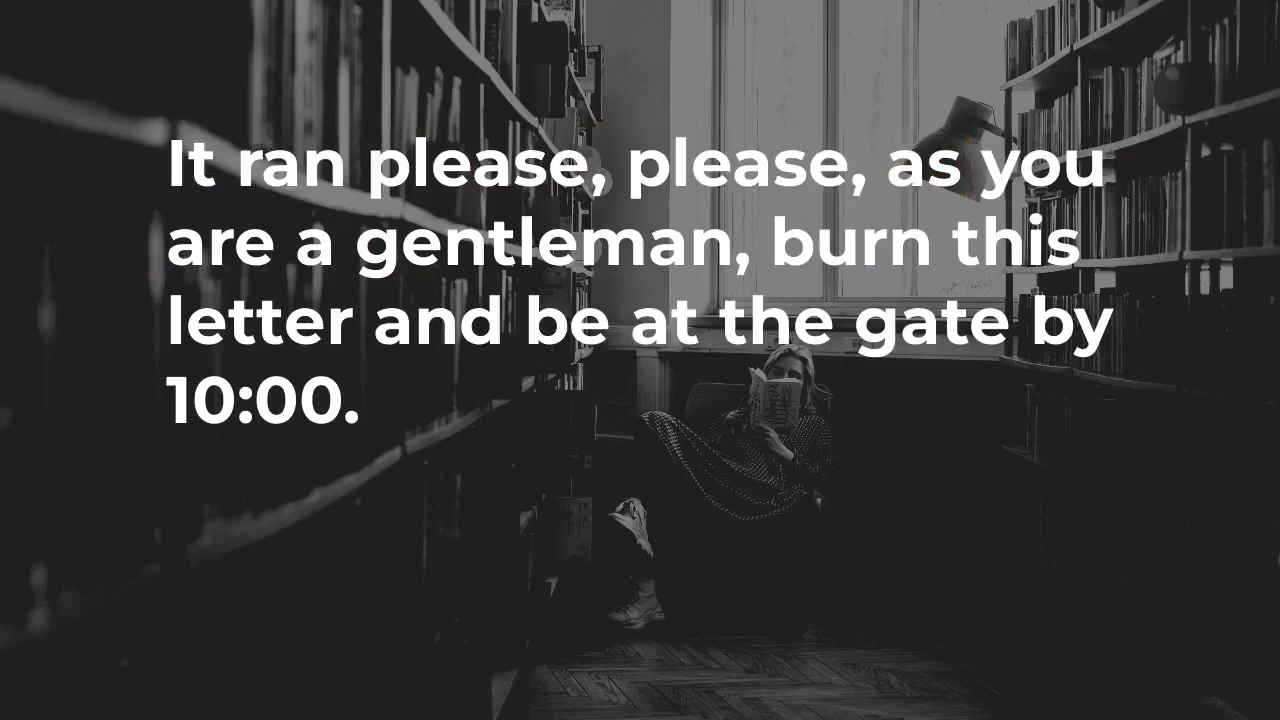 It ran please, please, as you
are a gentleman, burn this
letter and be at the gate by
10:00.